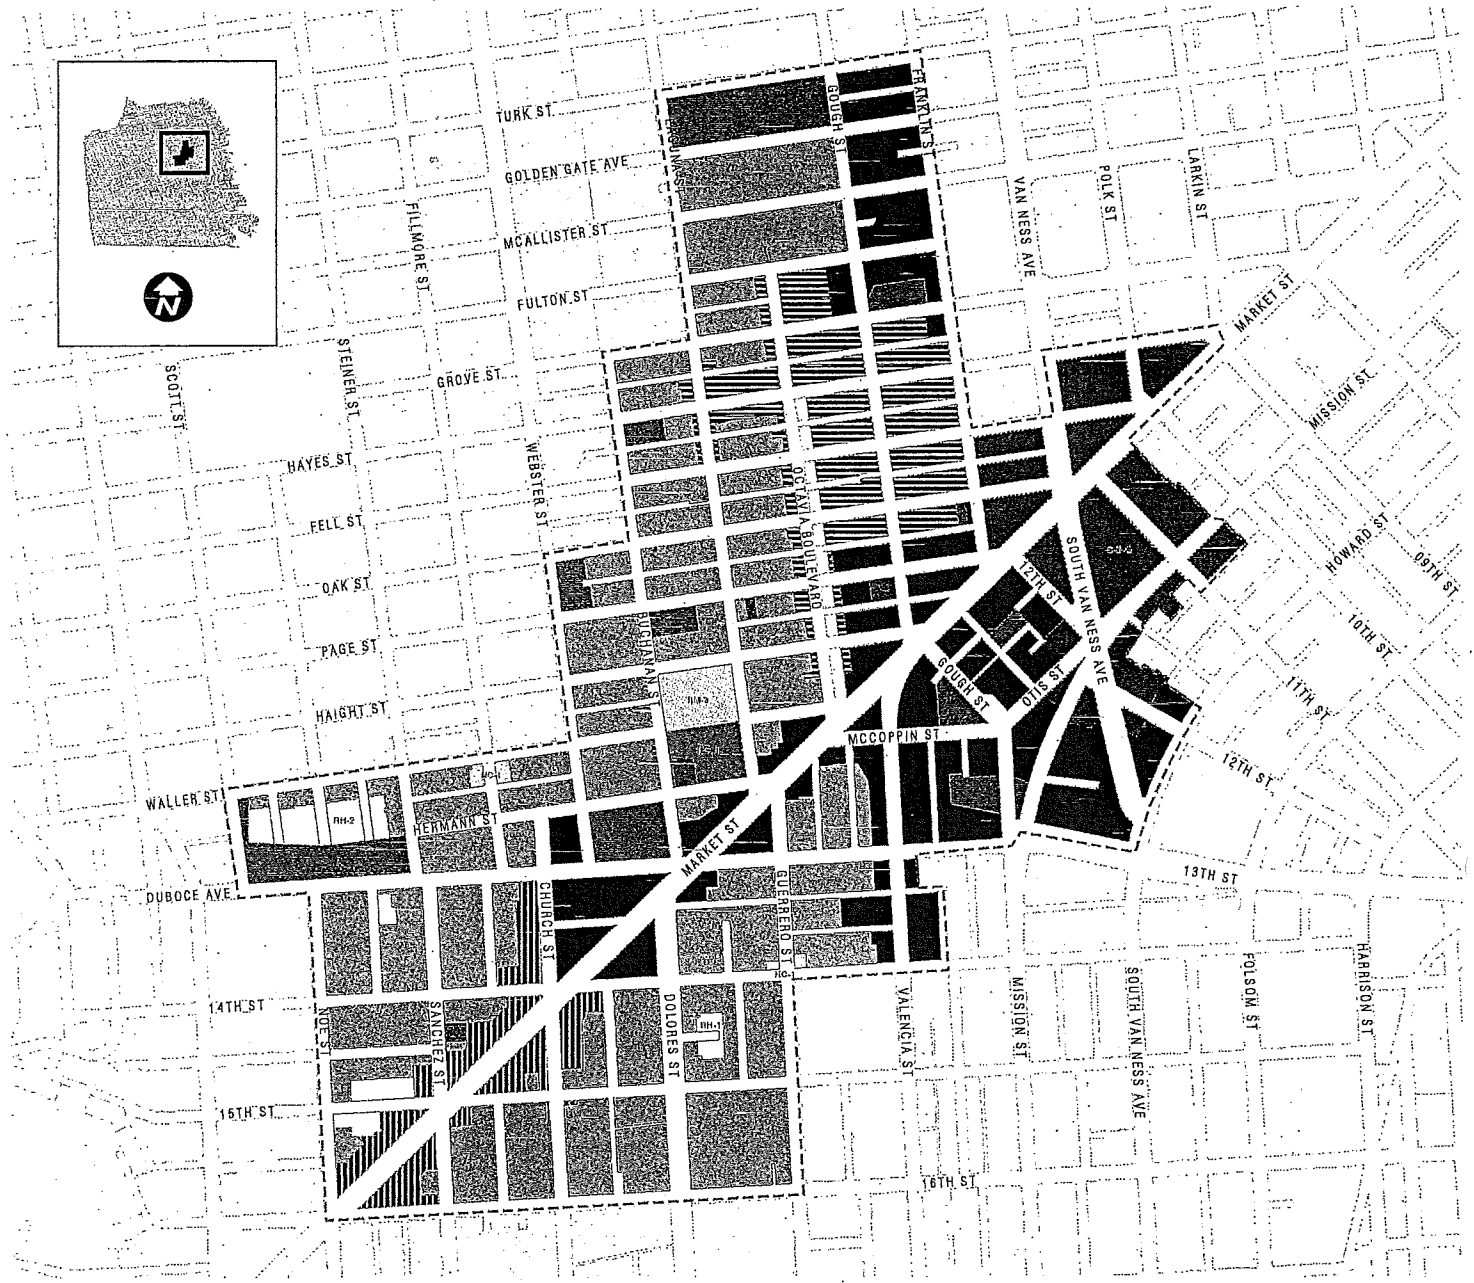 TURK ST
GOUGH ST
FRANKLIN S
GOLDEN GATE AVE
LARKIN ST
POLK ST
VAN NESS AVE
FILLMORE ST
MCALLISTER ST
N
FULTON ST
MARKET ST
STEINER ST
SCOTT ST
GROVE ST
MISSION ST
HAYES ST
WEBSTER ST
OCTAVIA BOULEVARD
FELL ST
HOWARD ST
SOUTH VAN NESS AVE
09TH ST
12TH ST
OAK ST
10TH ST
PAGE ST
BUCHANAN S
GOUGH ST
OTIS ST
11TH ST
HAIGHT ST
RM-3
MCCOPPIN ST
12TH ST
WALLER ST
RH-2
HERMANN ST
MARKET ST
DUBOCE AVE
CHURCH ST
GUERRERO ST
13TH ST
14TH ST
NOE ST
SANCHEZ ST
DOLORES ST
RH-1
VALENCIA ST
MISSION ST
SOUTH VAN NESS AVE
FOLSOM ST
HARRISON ST
15TH ST
16TH ST